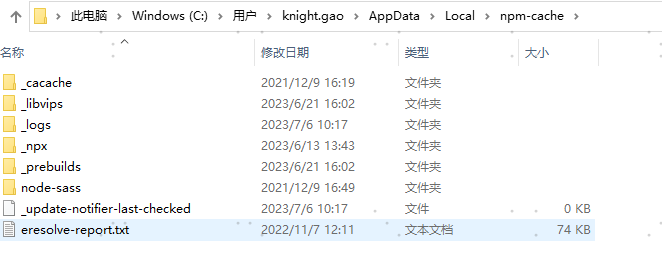 此电脑 > Windows (C:) > 用户 > knight.gao > AppData > Local > npm-cache >
名称 修改日期 类型 大小
_cacache 2021/12/9 16:19 文件夹
_libvips 2023/6/21 16:02 文件夹
_logs 2023/7/6 10:17 文件夹
_npx 2023/6/13 13:43 文件夹
_prebuilds 2023/6/21 16:02 文件夹
node-sass 2021/12/9 16:49 文件夹
_update-notifier-last-checked 2023/7/6 10:17 文件 0 KB
eresolve-report.txt 2022/11/7 12:11 文本文档 74 KB